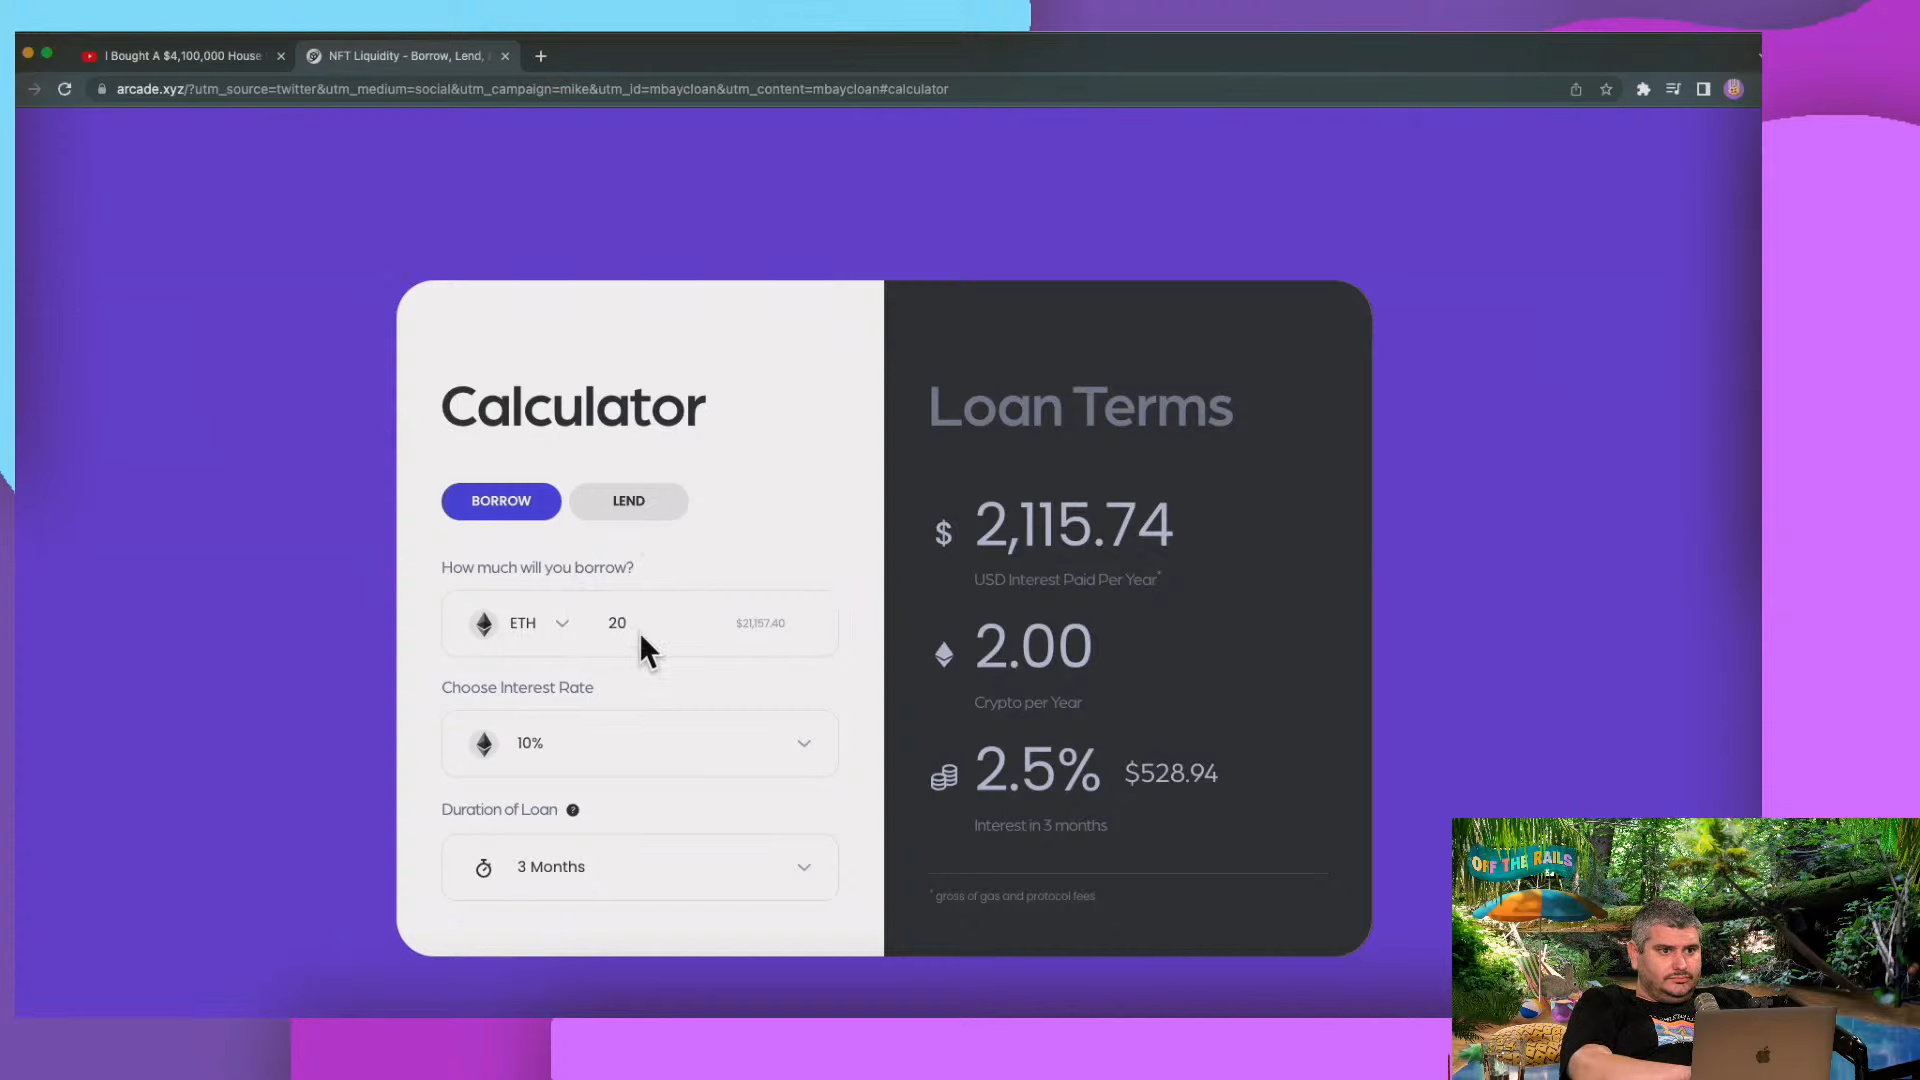 I Bought A $4,100,000 House
NFT Liquidity - Borrow, Lend,
arcade.xyz/?utm_source=twitter&utm_medium=social&utm_campaign=mike&utm_id=mbaycloan&utm_content=mbaycloan#calculator
Calculator
BORROW LEND
How much will you borrow?
ETH 20 $21,157.40
Choose Interest Rate
10%
Duration of Loan ?
3 Months
Loan Terms
$ 2,115.74
USD Interest Paid Per Year*
2.00
Crypto per Year
2.5% $528.94
Interest in 3 months
* gross of gas and protocol fees
OFF THE RAILS